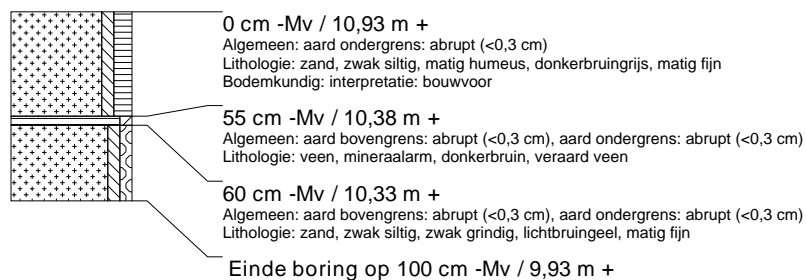 0 cm -Mv / 10,93 m +
Algemeen: aard ondergrens: abrupt (<0,3 cm)
Lithologie: zand, zwak siltig, matig humeus, donkerbruingrijs, matig fijn
Bodemkundig: interpretatie: bouwvoor
55 cm -Mv / 10,38 m +
Algemeen: aard bovengrens: abrupt (<0,3 cm), aard ondergrens: abrupt (<0,3 cm)
Lithologie: veen, mineraalarm, donkerbruin, veraard veen
60 cm -Mv / 10,33 m +
Algemeen: aard bovengrens: abrupt (<0,3 cm), aard ondergrens: abrupt (<0,3 cm)
Lithologie: zand, zwak siltig, zwak grindig, lichtbruingeel, matig fijn
Einde boring op 100 cm -Mv / 9,93 m +